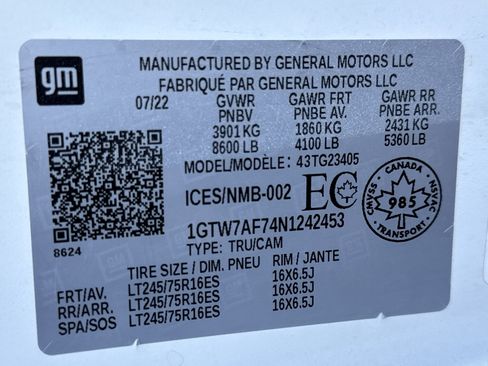 gm
MANUFACTURED BY GENERAL MOTORS LLC
FABRIQUÉ PAR GENERAL MOTORS LLC
07/22 GVWR GAWR FRT GAWR RR
PNBV PNBE AV. PNBE ARR.
3901 KG 1860 KG 2431 KG
8600 LB 4100 LB 5360 LB
MODEL/MODÈLE: 43TG23405
ICES/NMB-002 EC
CANADA
CMVSS
NSVAC
985
TRANSPORT
1GTW7AF74N1242453
TYPE: TRU/CAM
8624
TIRE SIZE / DIM. PNEU RIM / JANTE
FRT/AV. LT245/75R16ES 16X6.5J
RR/ARR. LT245/75R16ES 16X6.5J
SPA/SOS LT245/75R16ES 16X6.5J